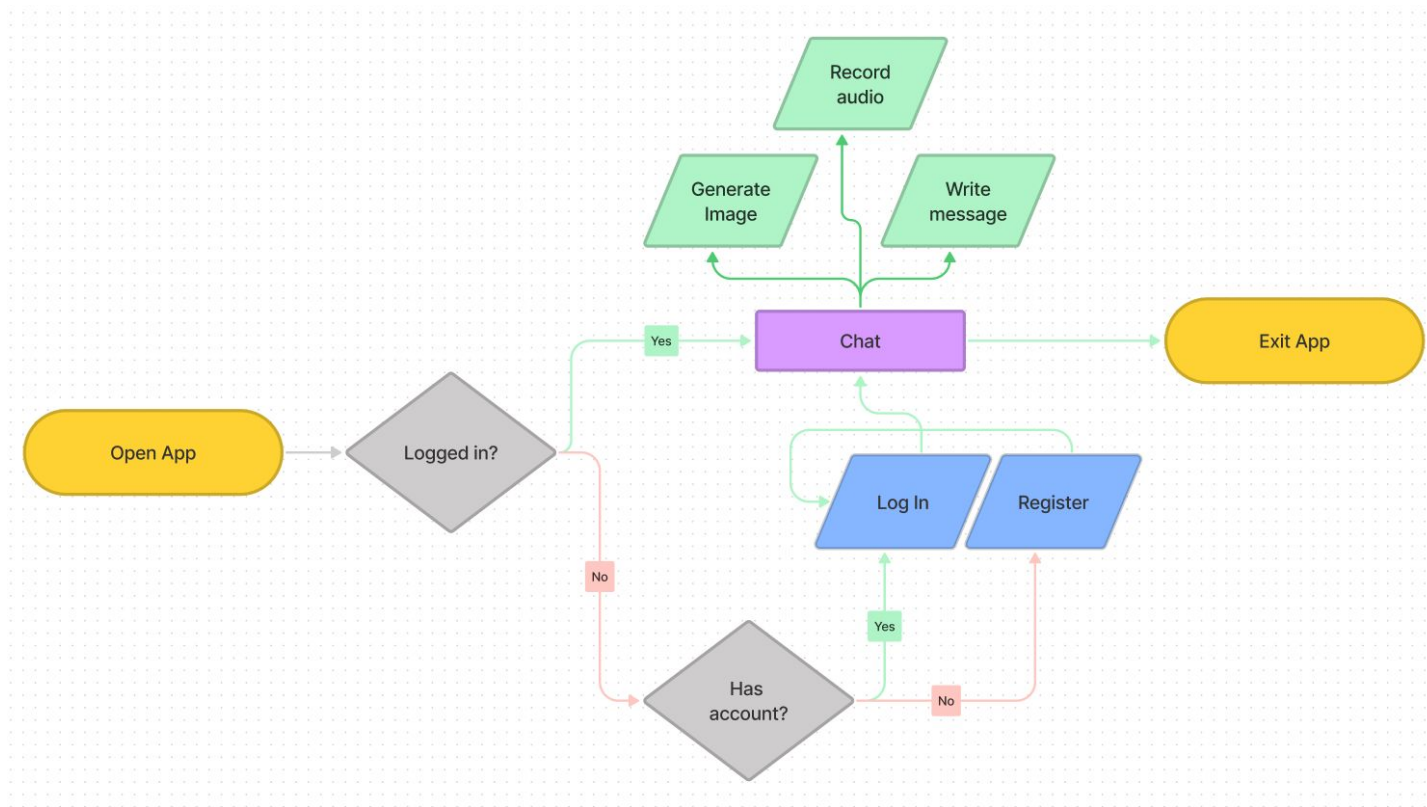 Record
audio
Generate
Image
Write
message
Yes
Chat
Exit App
Open App
Logged in?
Log In
Register
No
Yes
Has
account?
No